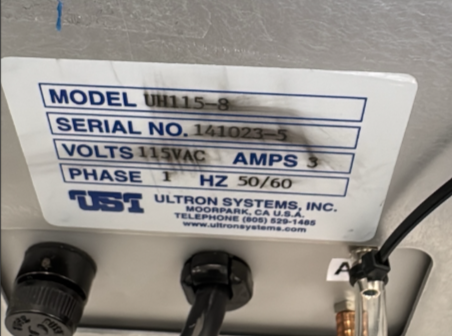 MODEL UH115-8
SERIAL NO. 141023-5
VOLTS 115VAC AMPS 3
PHASE 1 HZ 50/60
USI ULTRON SYSTEMS, INC.
MOORPARK, CA U.S.A.
TELEPHONE (805) 529-1485
www.ultronsystems.com
A